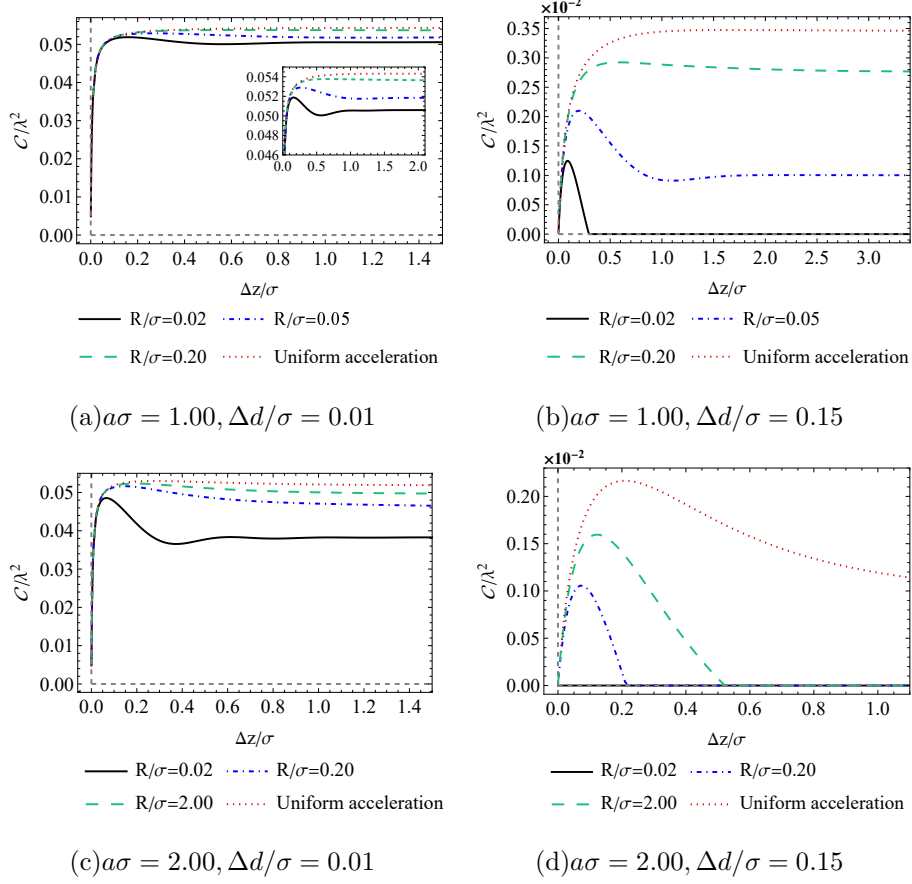 0.05
0.04
0.03
0.02
0.01
0.00
0.0 0.2 0.4 0.6 0.8 1.0 1.2 1.4
C/λ²
Δz/σ
0.054
0.052
0.050
0.048
0.046
0.0 0.5 1.0 1.5 2.0
R/σ=0.02 R/σ=0.05
R/σ=0.20 Uniform acceleration
(a)aσ = 1.00, Δd/σ = 0.01
×10⁻²
0.35
0.30
0.25
0.20
0.15
0.10
0.05
0.00
0.0 0.5 1.0 1.5 2.0 2.5 3.0
C/λ²
Δz/σ
R/σ=0.02 R/σ=0.05
R/σ=0.20 Uniform acceleration
(b)aσ = 1.00, Δd/σ = 0.15
0.05
0.04
0.03
0.02
0.01
0.00
0.0 0.2 0.4 0.6 0.8 1.0 1.2 1.4
C/λ²
Δz/σ
R/σ=0.02 R/σ=0.20
R/σ=2.00 Uniform acceleration
(c)aσ = 2.00, Δd/σ = 0.01
×10⁻²
0.20
0.15
0.10
0.05
0.00
0.0 0.2 0.4 0.6 0.8 1.0
C/λ²
Δz/σ
R/σ=0.02 R/σ=0.20
R/σ=2.00 Uniform acceleration
(d)aσ = 2.00, Δd/σ = 0.15